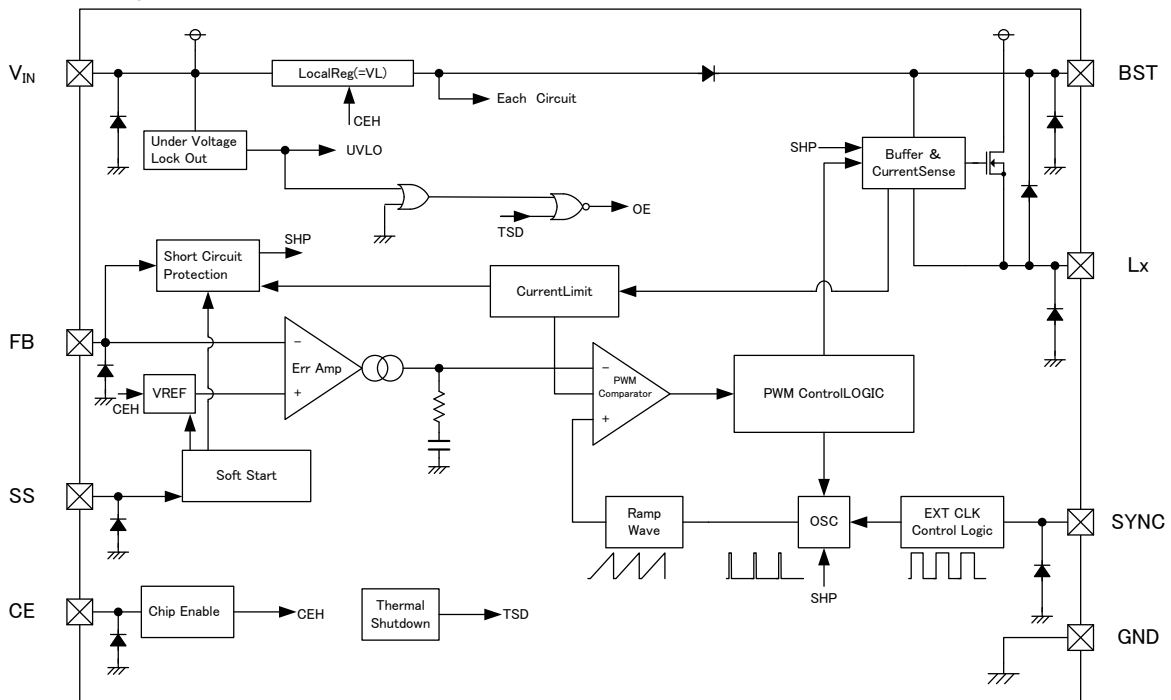 VIN
LocalReg(=VL)
BST
Each Circuit
CEH
Under Voltage
Lock Out
UVLO
SHP
Buffer &
CurrentSense
OE
TSD
SHP
Short Circuit
Protection
CurrentLimit
Lx
FB
−
Err Amp
+
−
PWM
Comparator
+
PWM ControlLOGIC
CEH
VREF
Soft Start
SS
Ramp
Wave
OSC
EXT CLK
Control Logic
SYNC
SHP
CE
Chip Enable
CEH
Thermal
Shutdown
TSD
GND